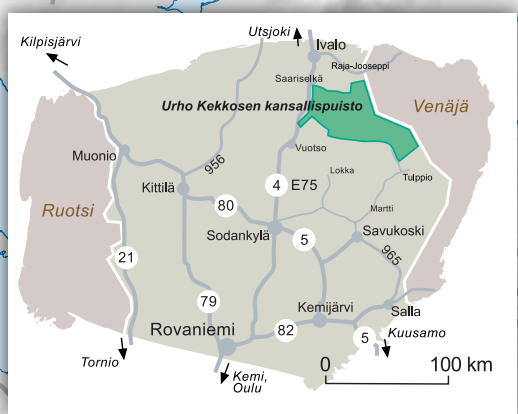 Utsjoki
Kilpisjärvi
Ivalo
Raja-Jooseppi
Saariselkä
Urho Kekkosen kansallispuisto
Venäjä
Muonio
956
Vuotso
Kittilä
Lokka
Tulppio
4
E75
Ruotsi
80
Martti
Sodankylä
5
Savukoski
21
965
79
Kemijärvi
Salla
Rovaniemi
82
5
Kuusamo
Tornio
Kemi,
Oulu
0
100 km